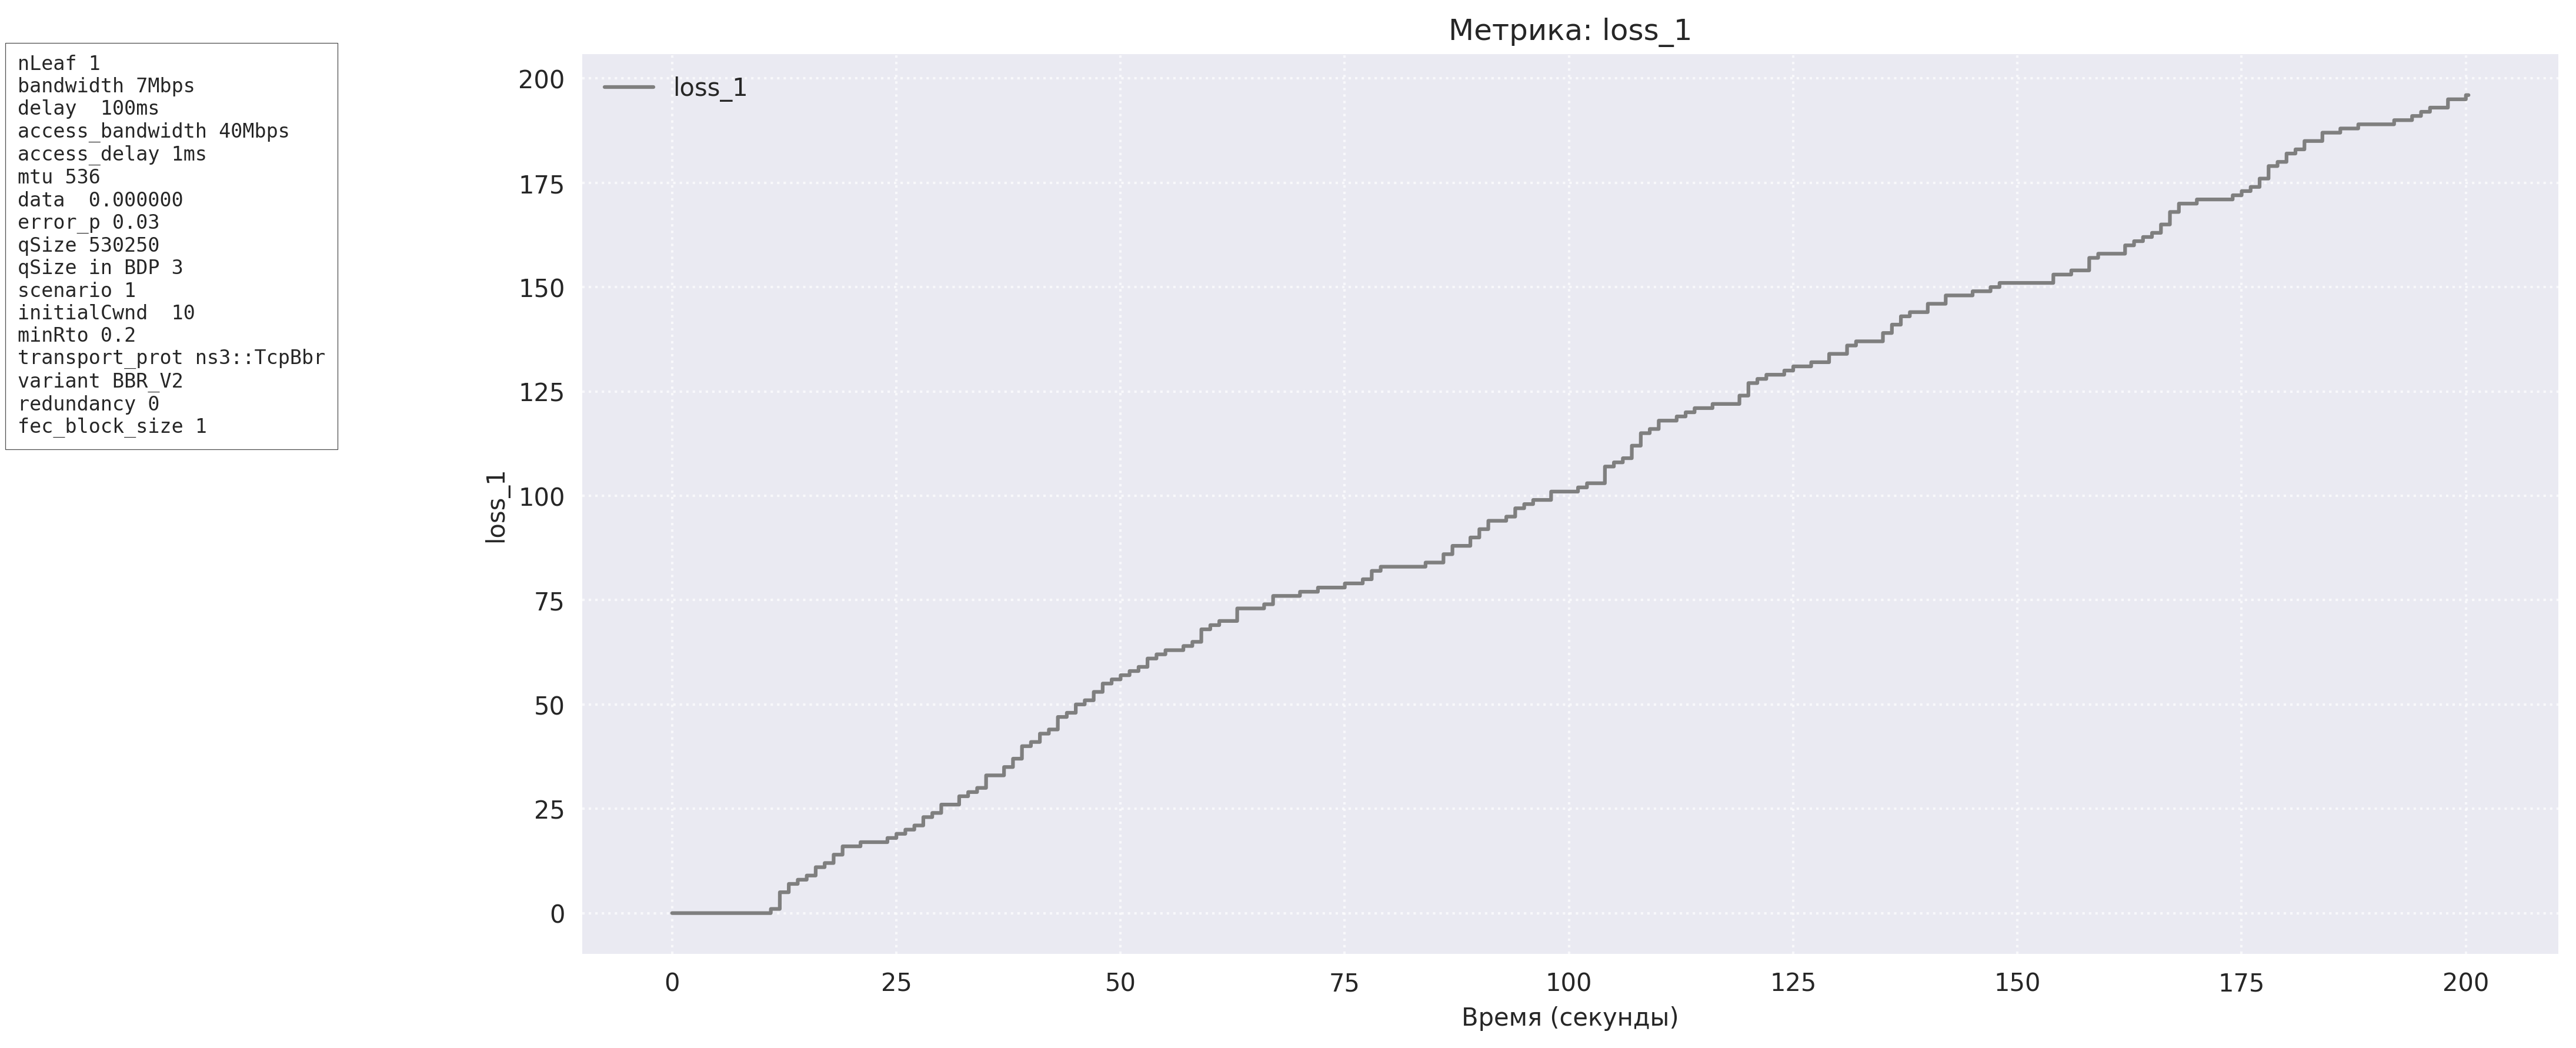 nLeaf 1
bandwidth 7Mbps
delay  100ms
access_bandwidth 40Mbps
access_delay 1ms
mtu 536
data  0.000000
error_p 0.03
qSize 530250
qSize in BDP 3
scenario 1
initialCwnd  10
minRto 0.2
transport_prot ns3::TcpBbr
variant BBR_V2
redundancy 0
fec_block_size 1
Метрика: loss_1
loss_1
loss_1
200
175
150
125
100
75
50
25
0
0 25 50 75 100 125 150 175 200
Время (секунды)